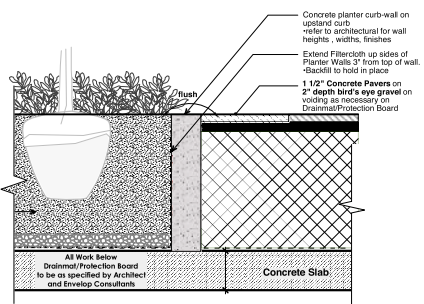 Concrete planter curb-wall on
upstand curb
•refer to architectural for wall
heights , widths, finishes
Extend Filtercloth up sides of
Planter Walls 3" from top of wall.
•Backfill to hold in place
flush
1 1/2" Concrete Pavers on
2" depth bird's eye gravel on
voiding as necessary on
Drainmat/Protection Board
All Work Below
Drainmat/Protection Board
to be as specified by Architect
and Envelop Consultants
Concrete Slab